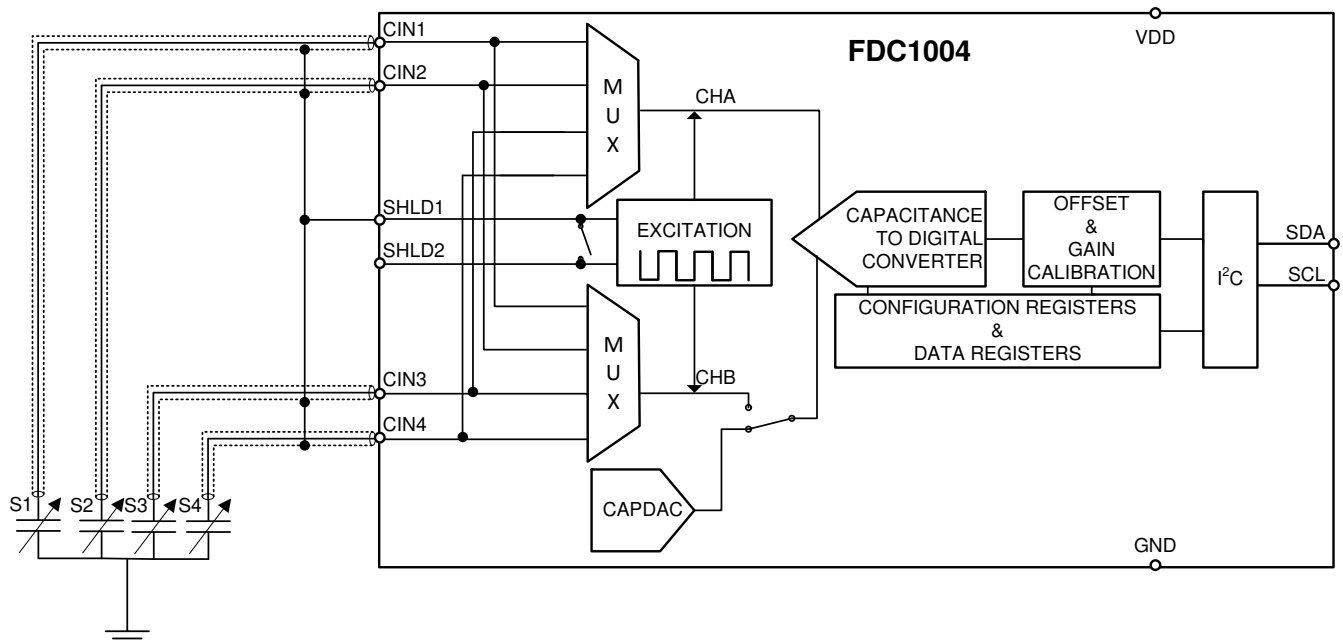 CIN1
FDC1004
VDD
CIN2
M
U
X
CHA
SHLD1
EXCITATION
SHLD2
CAPACITANCE
TO DIGITAL
CONVERTER
OFFSET
&
GAIN
CALIBRATION
I²C
SDA
SCL
CONFIGURATION REGISTERS
&
DATA REGISTERS
M
U
X
CIN3
CHB
CIN4
CAPDAC
S1
S2
S3
S4
GND